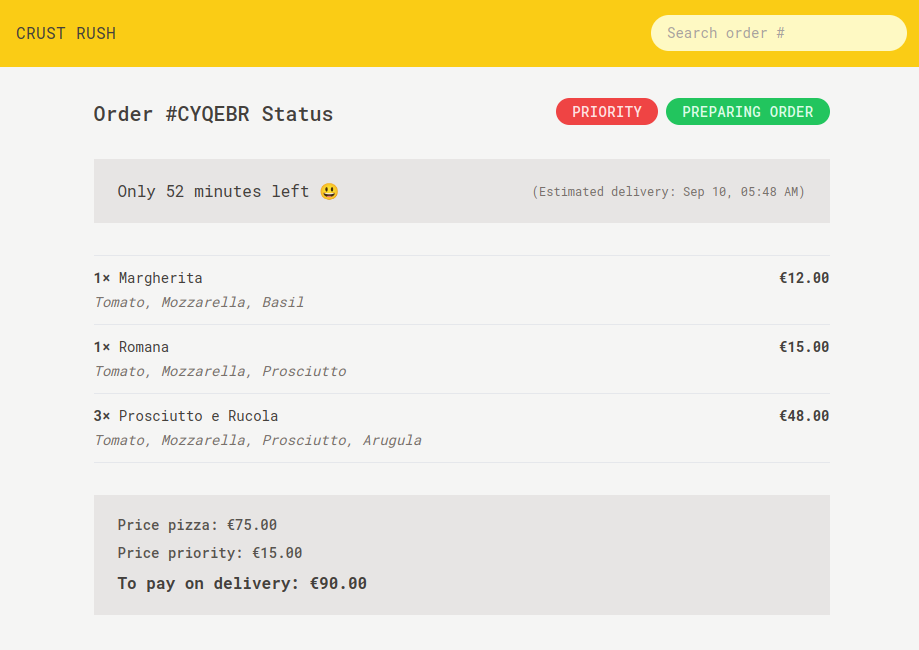 CRUST RUSH
Search order #
Order #CYQEBR Status
PRIORITY
PREPARING ORDER
Only 52 minutes left 😃
(Estimated delivery: Sep 10, 05:48 AM)
1× Margherita
€12.00
Tomato, Mozzarella, Basil
1× Romana
€15.00
Tomato, Mozzarella, Prosciutto
3× Prosciutto e Rucola
€48.00
Tomato, Mozzarella, Prosciutto, Arugula
Price pizza: €75.00
Price priority: €15.00
To pay on delivery: €90.00